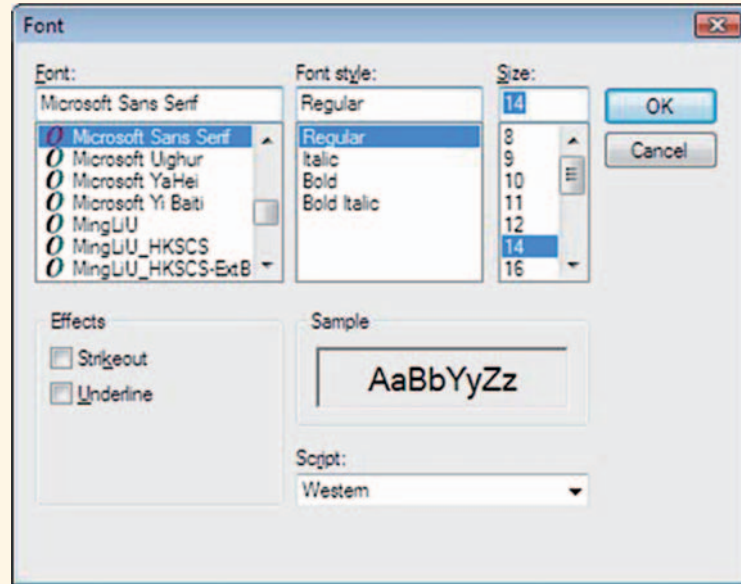 Font
Font:
Microsoft Sans Serif
Microsoft Sans Serif
Microsoft Uighur
Microsoft YaHei
Microsoft Yi Baiti
MingLiU
MingLiU_HKSCS
MingLiU_HKSCS-ExtB
Font style:
Regular
Regular
Italic
Bold
Bold Italic
Size:
14
8
9
10
11
12
14
16
OK
Cancel
Effects
Strikeout
Underline
Sample
AaBbYyZz
Script:
Western